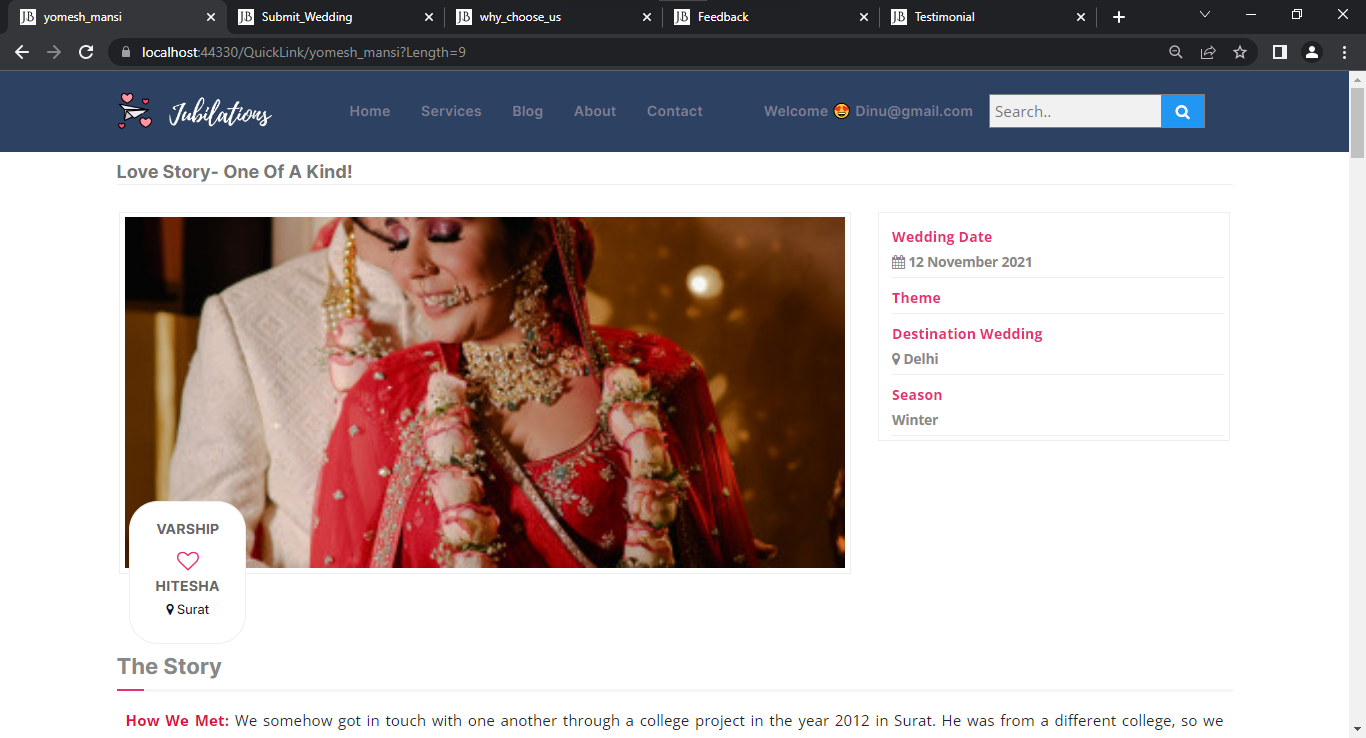 JB yomesh_mansi
JB Submit_Wedding
JB why_choose_us
JB Feedback
JB Testimonial
localhost:44330/QuickLink/yomesh_mansi?Length=9
Jubilations
Home Services Blog About Contact Welcome 😍 Dinu@gmail.com Search..
Love Story- One Of A Kind!
Wedding Date
12 November 2021
Theme
Destination Wedding
Delhi
Season
Winter
VARSHIP
HITESHA
Surat
The Story
How We Met: We somehow got in touch with one another through a college project in the year 2012 in Surat. He was from a different college, so we